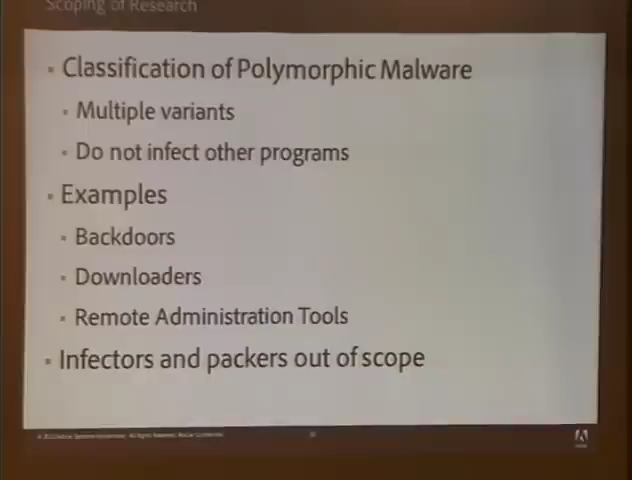 Scoping of Research
Classification of Polymorphic Malware
Multiple variants
Do not infect other programs
Examples
Backdoors
Downloaders
Remote Administration Tools
Infectors and packers out of scope